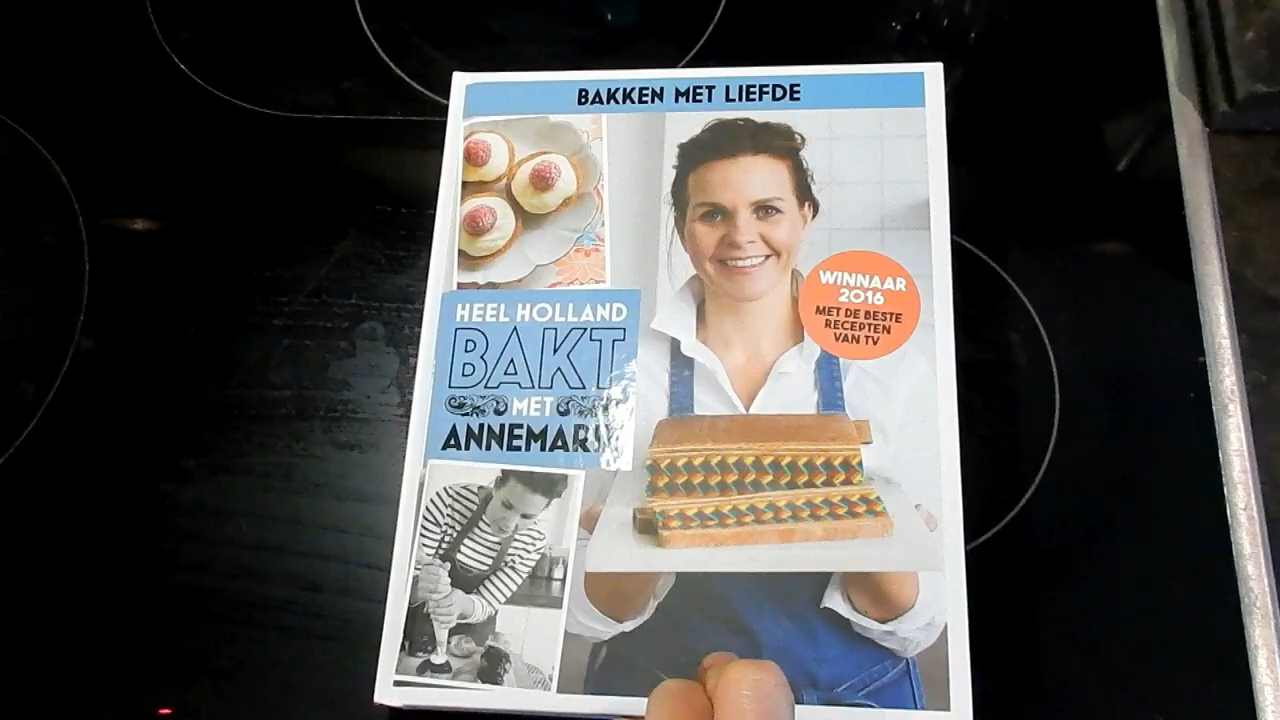 BAKKEN MET LIEFDE
HEEL HOLLAND
BAKT
MET
WINNAAR
2016
MET DE BESTE
RECEPTEN
VAN TV